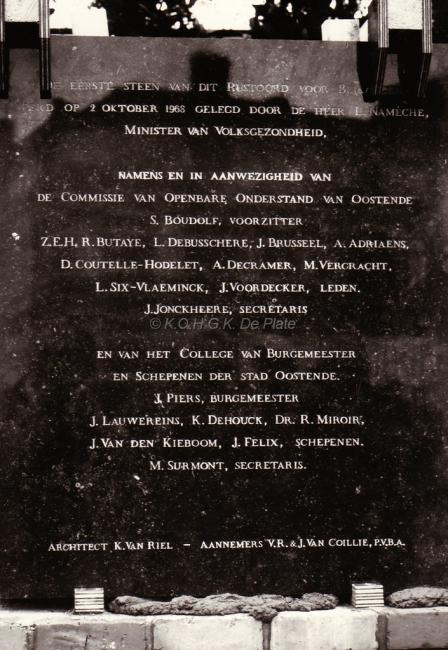 DE EERSTE STEEN VAN DIT RUSTOORD VOOR
OP 2 OKTOBER 1968 GELEGD DOOR DE HEER L. NAMÈCHE,
MINISTER VAN VOLKSGEZONDHEID,
NAMENS EN IN AANWEZIGHEID VAN
DE COMMISSIE VAN OPENBARE ONDERSTAND VAN OOSTENDE
S. BOUDOLF, VOORZITTER
Z.E.H. R. BUTAYE, L. DEBUSSCHERE, J. BRUSSEEL, A. ADRIAENS,
D. COUTELLE-HODELET, A. DECRAMER, M. VERGRACHT,
L. SIX-VLAEMINCK, J. VOORDECKER, LEDEN.
J. JONCKHEERE, SECRETARIS
© K.O.H.G.K. De Plate
EN VAN HET COLLEGE VAN BURGEMEESTER
EN SCHEPENEN DER STAD OOSTENDE.
J. PIERS, BURGEMEESTER
J. LAUWEREINS, K. DEHOUCK, DR. R. MIROIR,
J. VAN DEN KIEBOOM, J. FELIX, SCHEPENEN.
M. SURMONT, SECRETARIS.
ARCHITECT K. VAN RIEL – AANNEMERS V.R. & J. VAN COILLIE, P.V.B.A.